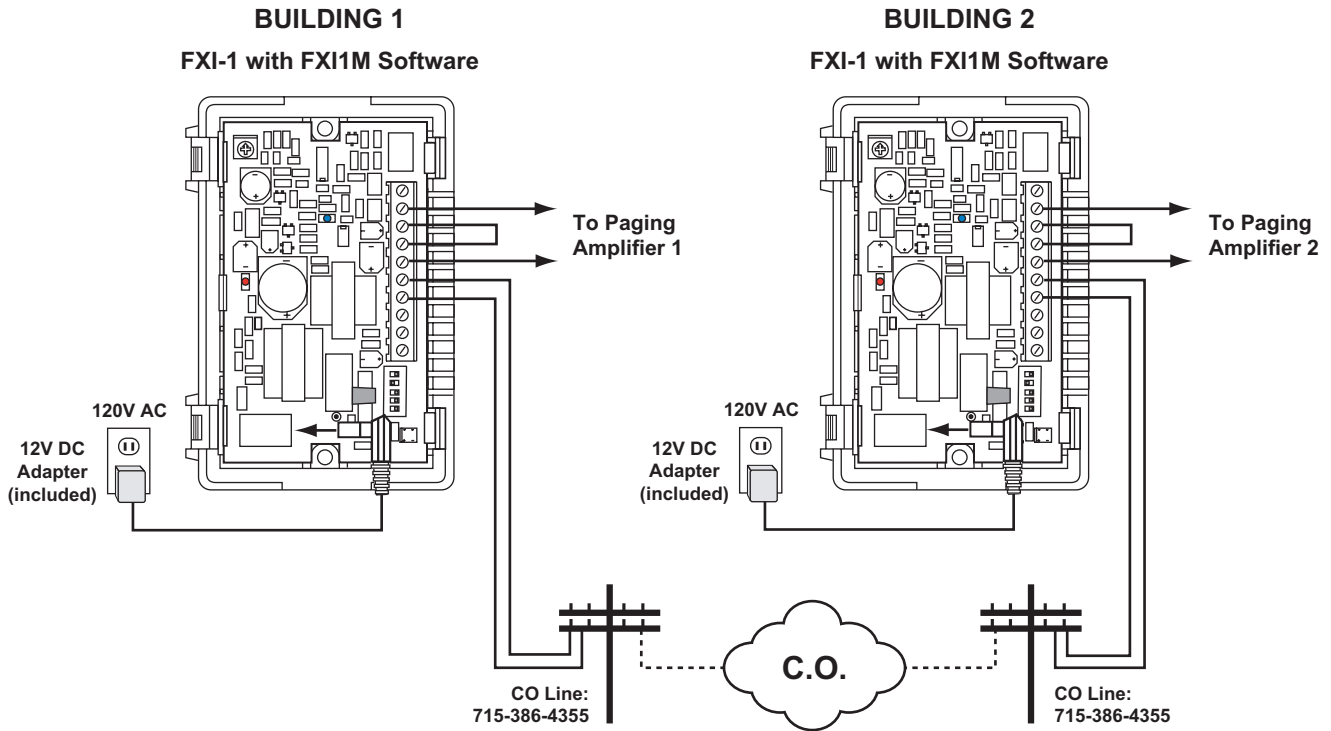 BUILDING 1
FXI-1 with FXI1M Software
To Paging
Amplifier 1
120V AC
12V DC
Adapter
(included)
CO Line:
715-386-4355
C.O.
BUILDING 2
FXI-1 with FXI1M Software
To Paging
Amplifier 2
120V AC
12V DC
Adapter
(included)
CO Line:
715-386-4355